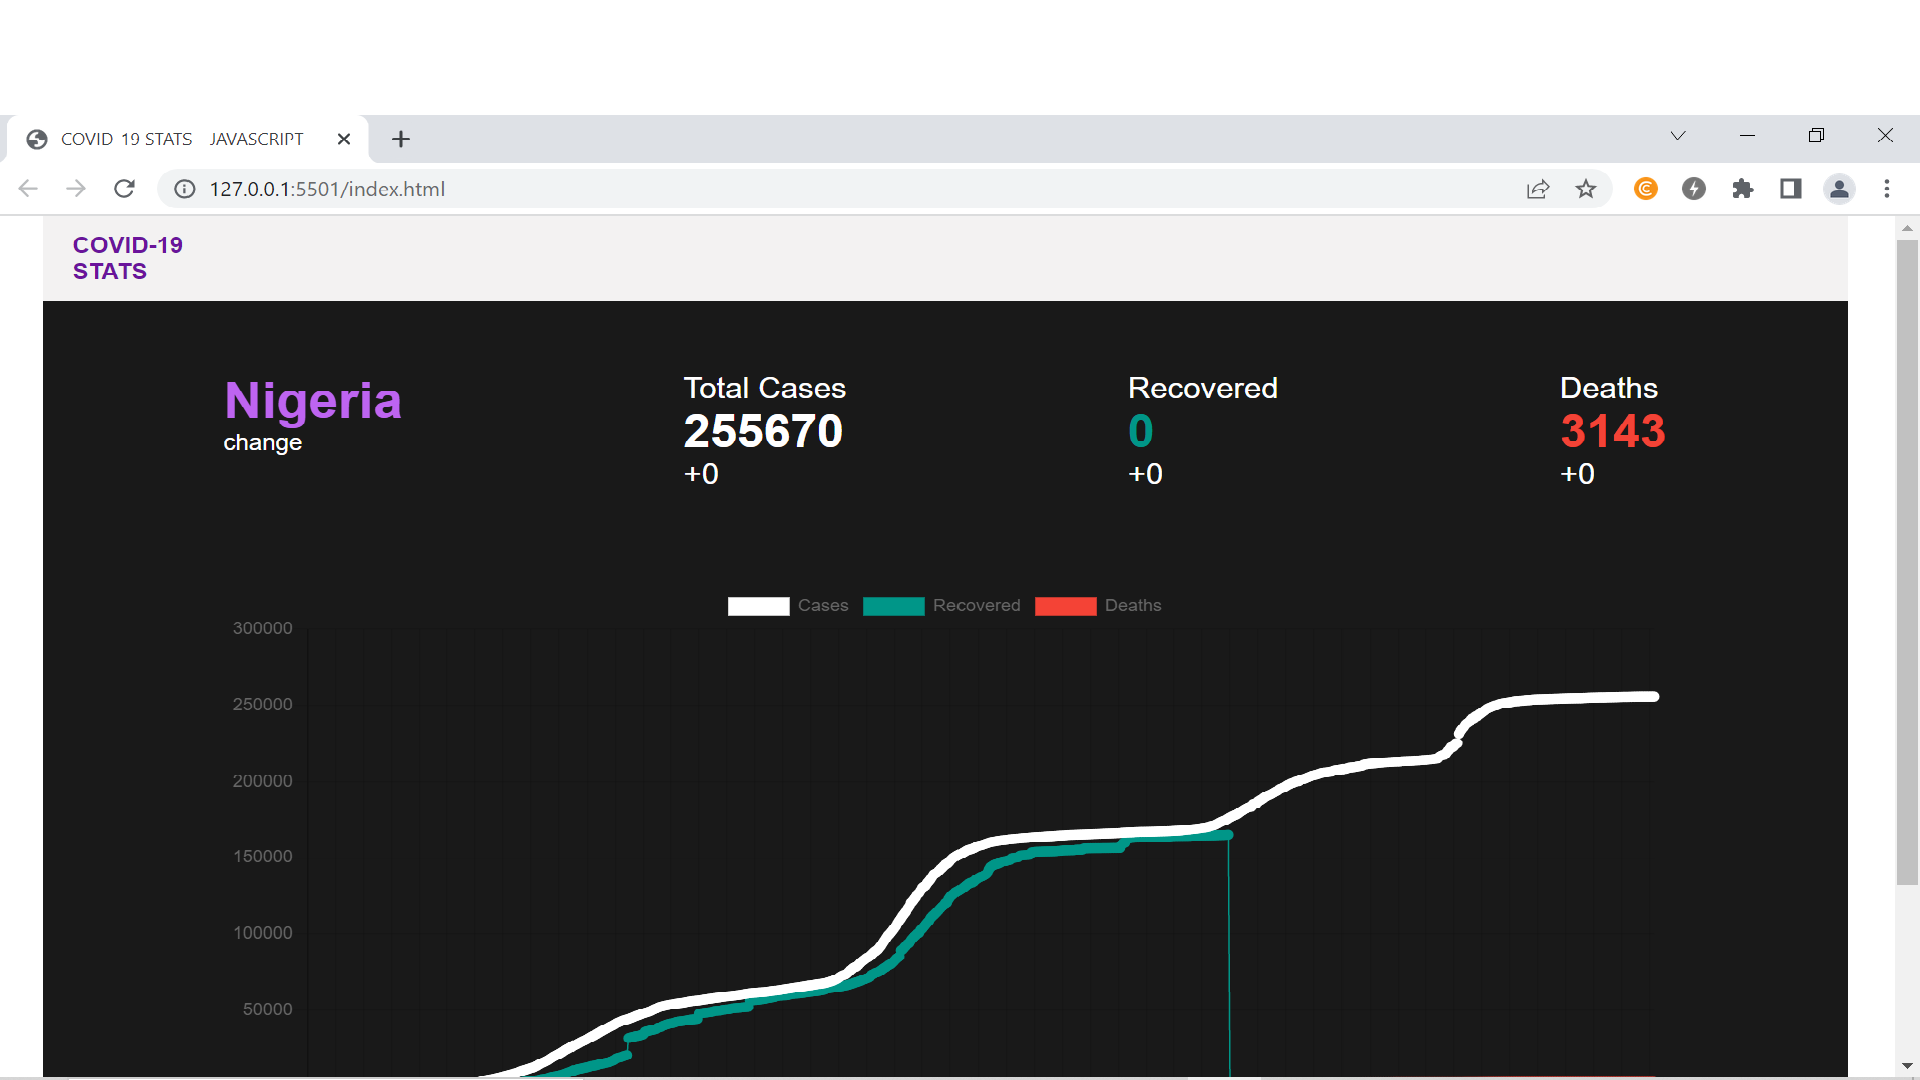 COVID 19 STATS JAVASCRIPT
127.0.0.1:5501/index.html
COVID-19
STATS
Nigeria
change
Total Cases
255670
+0
Recovered
0
+0
Deaths
3143
+0
Cases Recovered Deaths
300000
250000
200000
150000
100000
50000